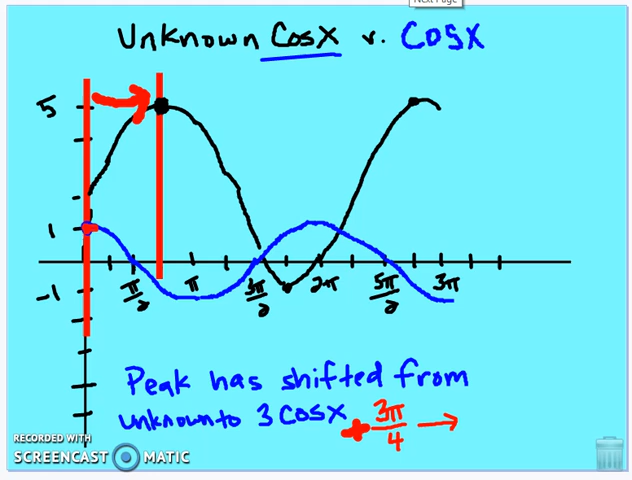 Next Page
Unknown Cosx v. Cosx
5
1
-1
π/2 π 3π/2 2π 5π/2 3π
Peak has shifted from
unknown to 3 cosx + 3π/4 →
RECORDED WITH
SCREENCAST MATIC